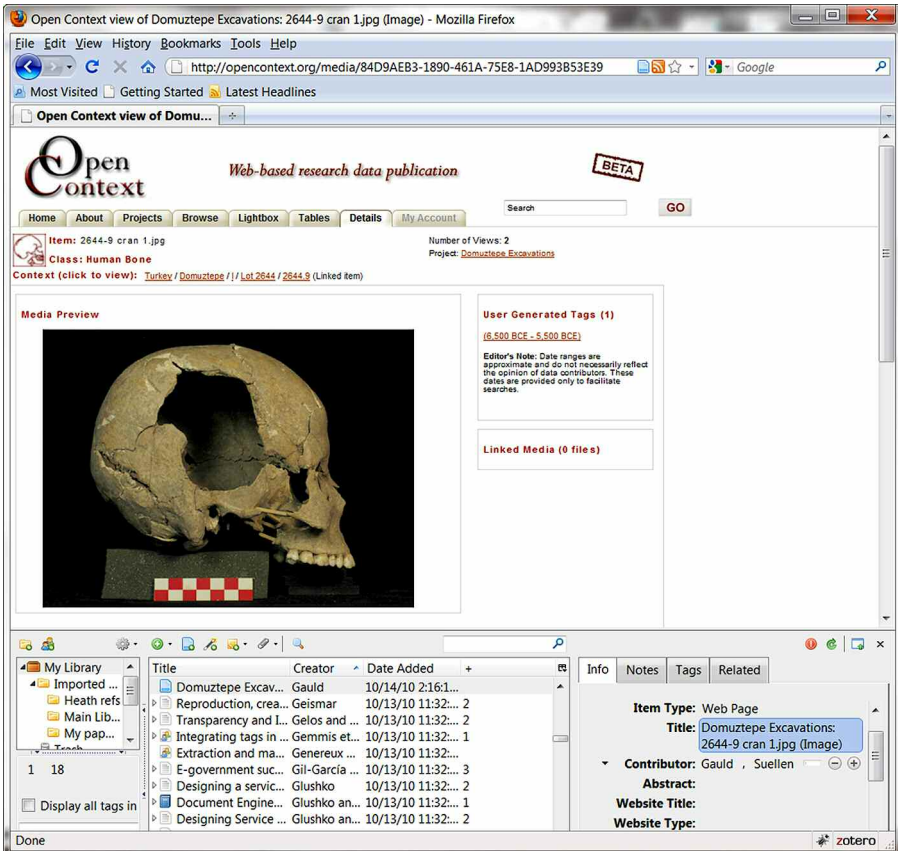 Open Context view of Domuztepe Excavations: 2644-9 cran 1.jpg (Image) - Mozilla Firefox
File Edit View History Bookmarks Tools Help
http://opencontext.org/media/84D9AEB3-1890-461A-75E8-1AD993B53E39 Google
Most Visited Getting Started Latest Headlines
Open Context view of Domu...
Open Context
Web-based research data publication
BETA
Search GO
Home About Projects Browse Lightbox Tables Details My Account
Item: 2644-9 cran 1.jpg
Number of Views: 2
Class: Human Bone
Project: Domuztepe Excavations
Context (click to view): Turkey / Domuztepe / I / Lot 2644 / 2644.9 (Linked item)
Media Preview
User Generated Tags (1)
(6,500 BCE - 5,500 BCE)
Editor's Note: Date ranges are
approximate and do not necessarily reflect
the opinion of data contributors. These
dates are provided only to facilitate
searches.
Linked Media (0 files)
My Library
Imported ...
Heath refs
Main Lib...
My pap...
Trash
1 18
Display all tags in
Title Creator Date Added +
Domuztepe Excav... Gauld 10/14/10 2:16:1...
Reproduction, crea... Geismar 10/13/10 11:32:... 2
Transparency and I... Gelos and ... 10/13/10 11:32:... 2
Integrating tags in ... Gemmis et... 10/13/10 11:32:... 1
Extraction and ma... Genereux ... 10/13/10 11:32:...
E-government suc... Gil-García ... 10/13/10 11:32:... 3
Designing a servic... Glushko 10/13/10 11:32:... 2
Document Engine... Glushko an... 10/13/10 11:32:... 1
Designing Service ... Glushko an... 10/13/10 11:32:... 2
Info Notes Tags Related
Item Type: Web Page
Title: Domuztepe Excavations:
2644-9 cran 1.jpg (Image)
Contributor: Gauld , Suellen
Abstract:
Website Title:
Website Type:
Done
zotero